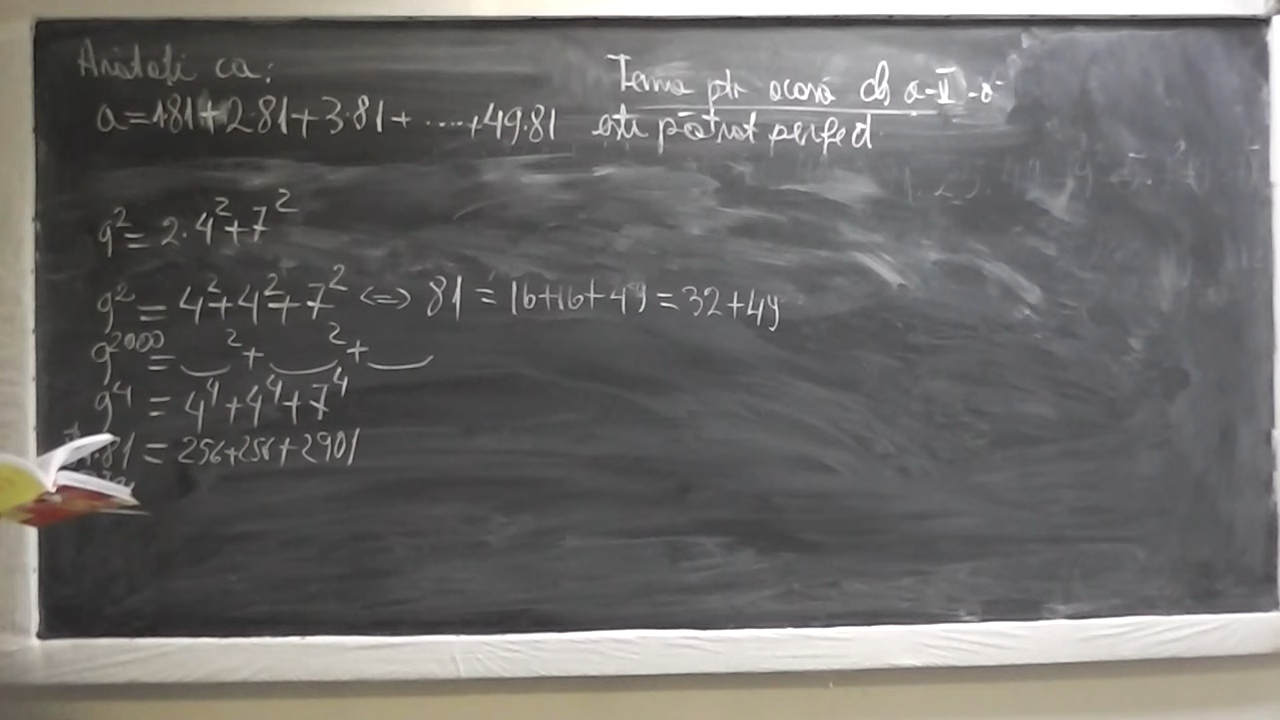 Arătați ca:
Tema ptr acasă cls a-V-a
a=1·81+2·81+3·81+.....+49·81 este pătrat perfect
9²=2·4²+7²
9²=4²+4²+7² <=> 81=16+16+49=32+49
9²⁰⁰⁰= ²+ ²+
9⁴=4⁴+4⁴+7⁴
·81=256+256+2901